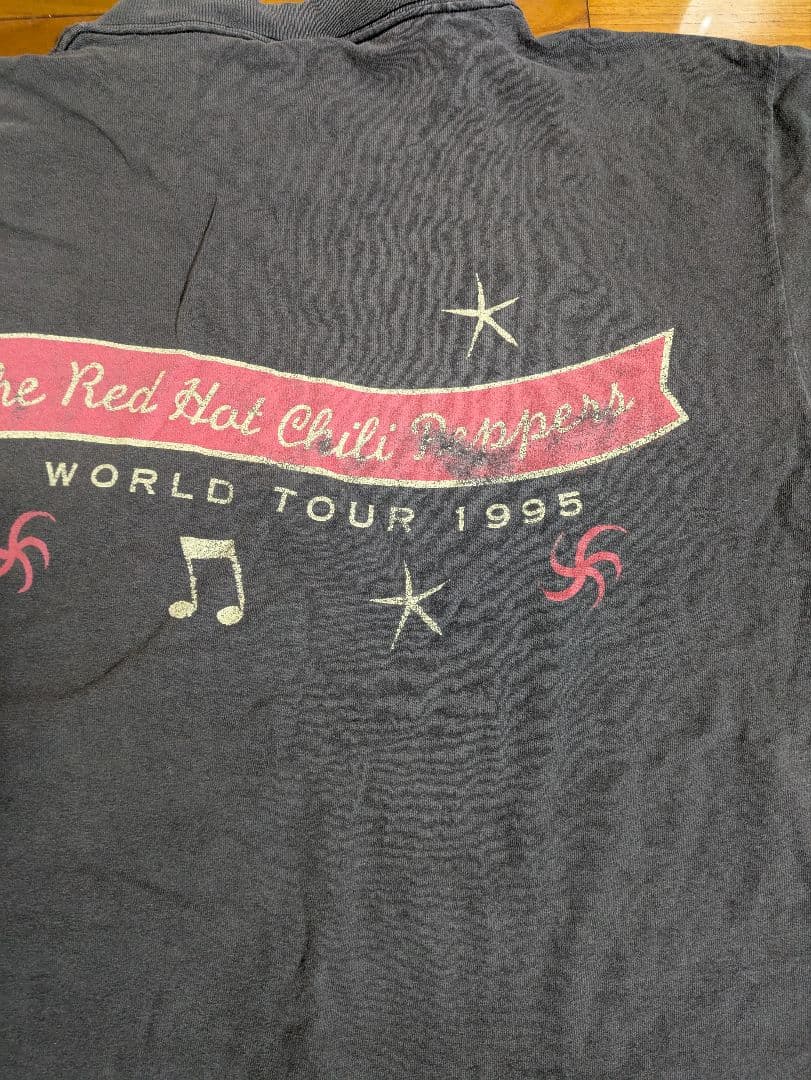 he Red Hot Chili Peppers
WORLD TOUR 1995